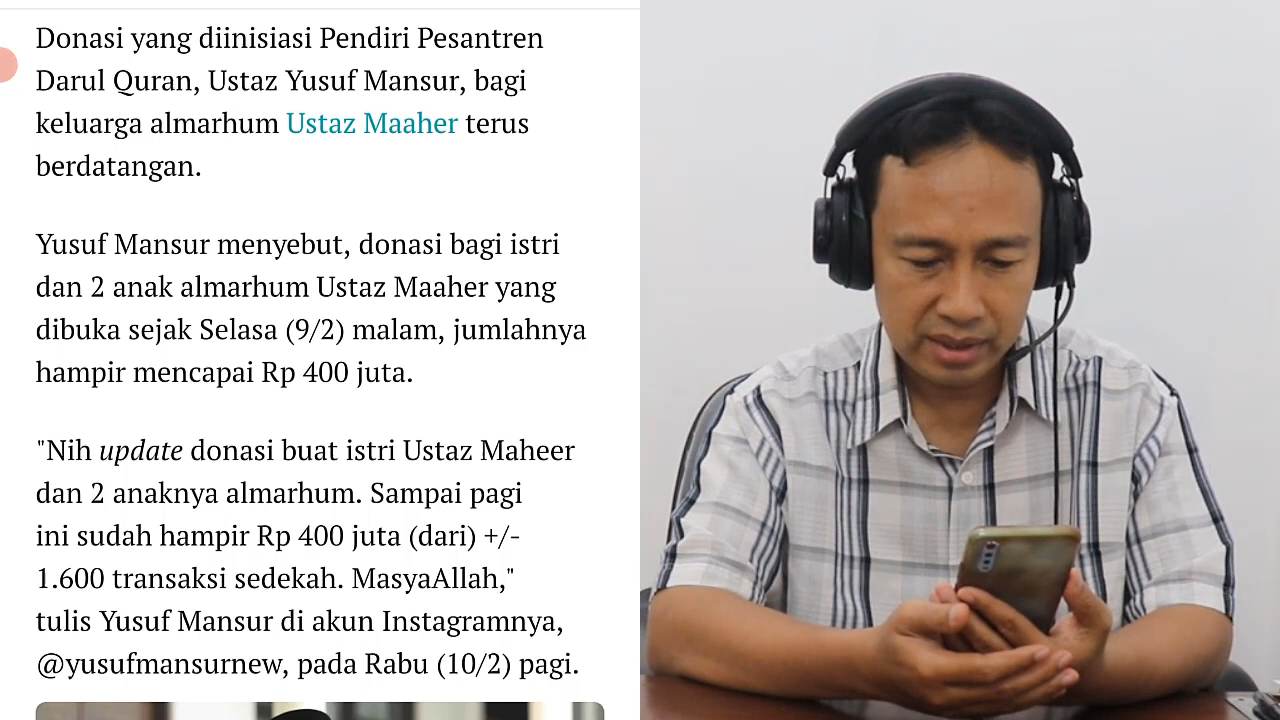 Donasi yang diinisiasi Pendiri Pesantren
Darul Quran, Ustaz Yusuf Mansur, bagi
keluarga almarhum Ustaz Maaher terus
berdatangan.
Yusuf Mansur menyebut, donasi bagi istri
dan 2 anak almarhum Ustaz Maaher yang
dibuka sejak Selasa (9/2) malam, jumlahnya
hampir mencapai Rp 400 juta.
"Nih update donasi buat istri Ustaz Maheer
dan 2 anaknya almarhum. Sampai pagi
ini sudah hampir Rp 400 juta (dari) +/-
1.600 transaksi sedekah. MasyaAllah,"
tulis Yusuf Mansur di akun Instagramnya,
@yusufmansurnew, pada Rabu (10/2) pagi.